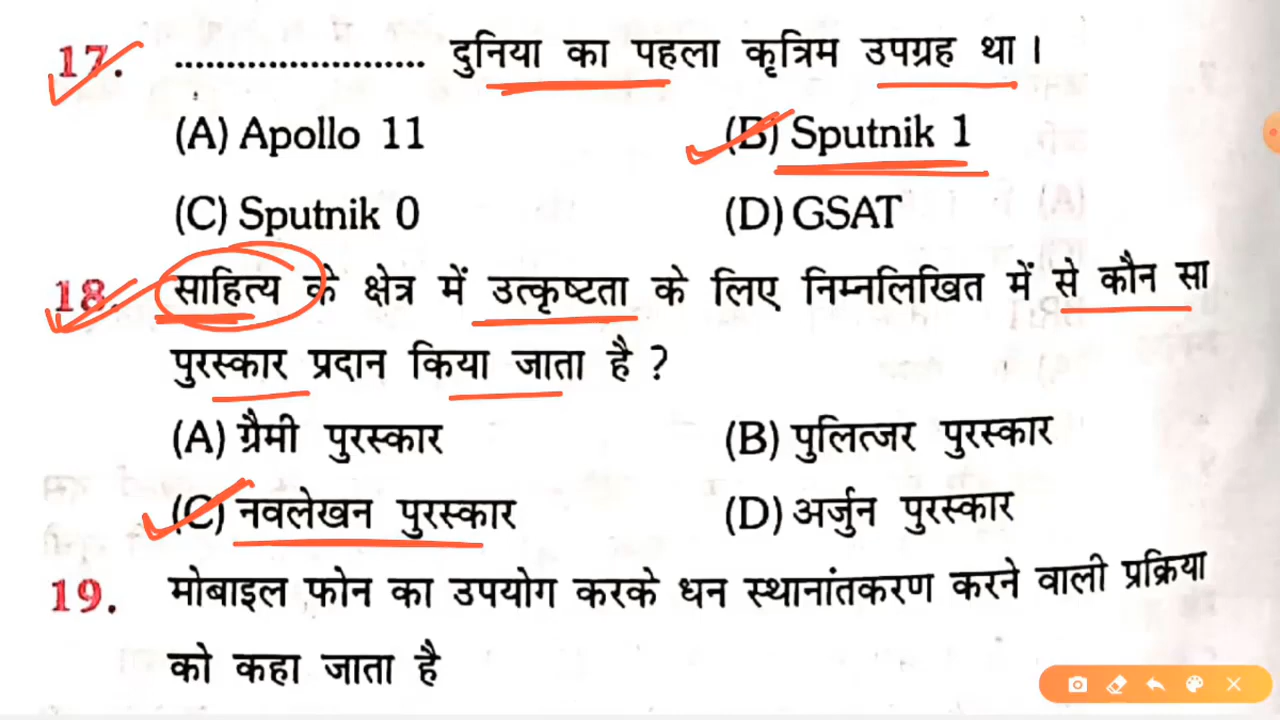 17. ........................ दुनिया का पहला कृत्रिम उपग्रह था ।
(A) Apollo 11 (B) Sputnik 1
(C) Sputnik 0 (D) GSAT
18. साहित्य के क्षेत्र में उत्कृष्टता के लिए निम्नलिखित में से कौन सा
पुरस्कार प्रदान किया जाता है ?
(A) ग्रैमी पुरस्कार (B) पुलित्जर पुरस्कार
(C) नवलेखन पुरस्कार (D) अर्जुन पुरस्कार
19. मोबाइल फोन का उपयोग करके धन स्थानांतकरण करने वाली प्रक्रिया
को कहा जाता है